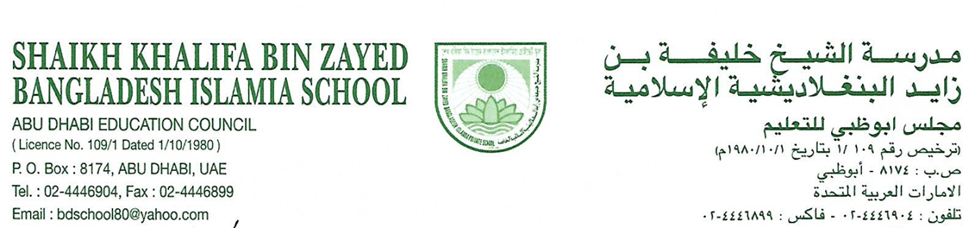 SHAIKH KHALIFA BIN ZAYED
BANGLADESH ISLAMIA SCHOOL
ABU DHABI EDUCATION COUNCIL
( Licence No. 109/1 Dated 1/10/1980 )
P. O. Box : 8174, ABU DHABI, UAE
Tel. : 02-4446904, Fax : 02-4446899
Email : bdschool80@yahoo.com
مدرسة الشيخ خليفة بن
زايد البنغلاديشية الإسلامية
مجلس ابوظبي للتعليم
(ترخيص رقم ١٠٩ /١ بتاريخ ١٩٨٠/١٠/١م)
ص.ب : ٨١٧٤ - أبوظبي
الامارات العربية المتحدة
تلفون : ٤٤٤٦٩٠٤-٠٢ - فاكس : ٤٤٤٦٨٩٩-٠٢